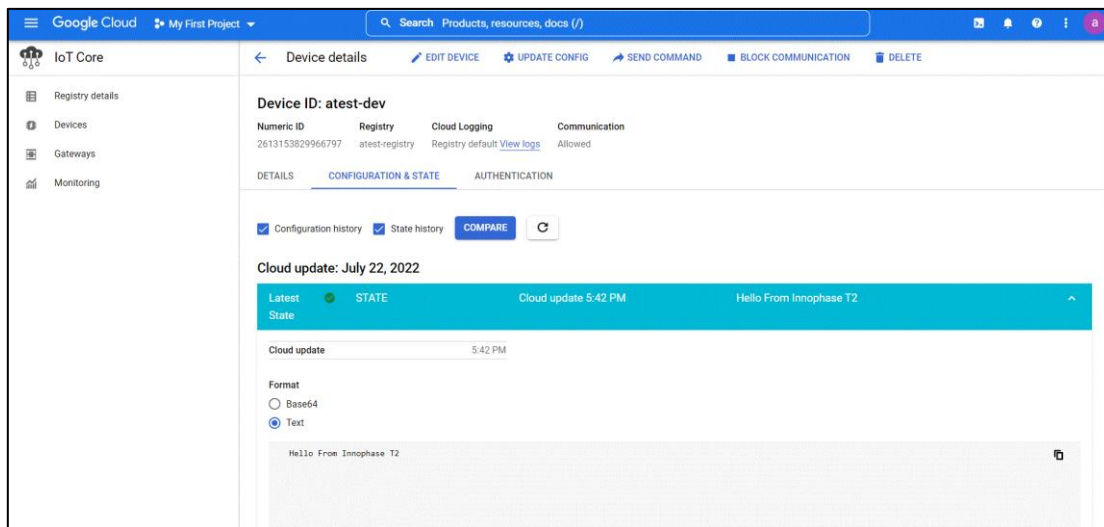 Google Cloud My First Project Search Products, resources, docs (/) a
IoT Core
Device details EDIT DEVICE UPDATE CONFIG SEND COMMAND BLOCK COMMUNICATION DELETE
Registry details
Devices
Gateways
Monitoring
Device ID: atest-dev
Numeric ID Registry Cloud Logging Communication
2613153829966797 atest-registry Registry default View logs Allowed
DETAILS CONFIGURATION & STATE AUTHENTICATION
Configuration history State history COMPARE
Cloud update: July 22, 2022
Latest STATE Cloud update 5:42 PM Hello From Innophase T2
State
Cloud update 5:42 PM
Format
Base64
Text
Hello From Innophase T2